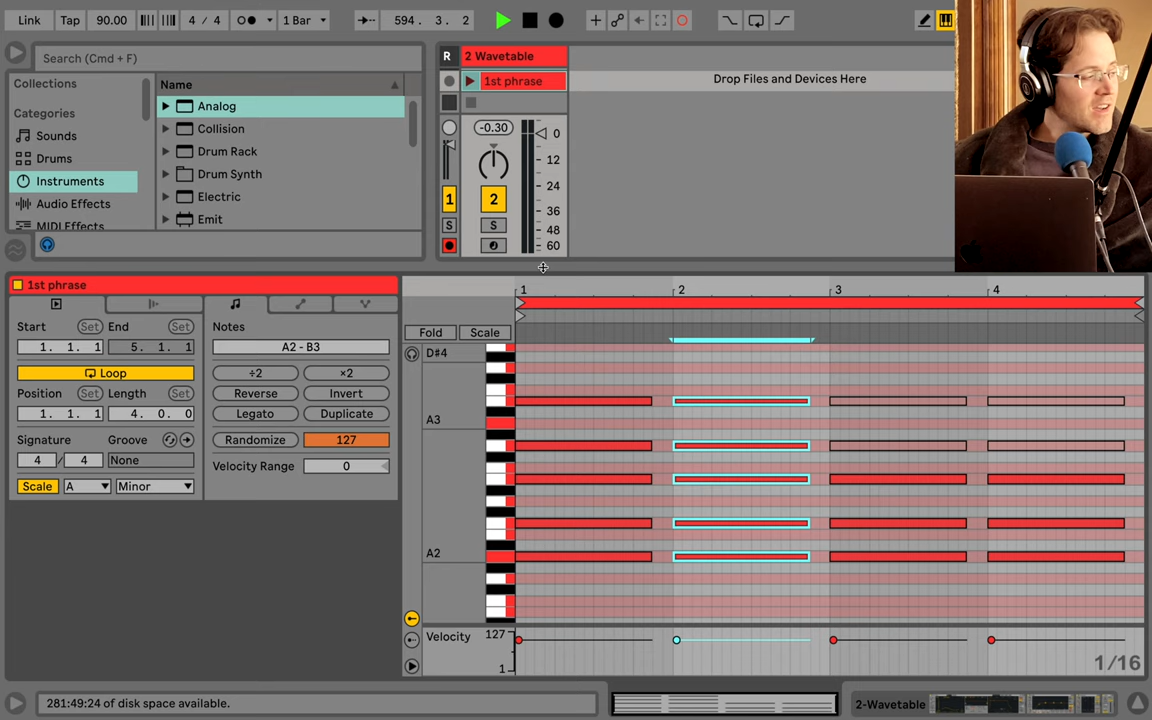 Link Tap 90.00 4 / 4 1 Bar 594. 3. 2
Search (Cmd + F)
Collections
Categories
Sounds
Drums
Instruments
Audio Effects
MIDI Effects
Name
Analog
Collision
Drum Rack
Drum Synth
Electric
Emit
R 2 Wavetable
1st phrase
Drop Files and Devices Here
-0.30
0
12
24
36
48
60
1 2
S S
1st phrase
Start Set End Set
1. 1. 1 5. 1. 1
Loop
Position Set Length Set
1. 1. 1 4. 0. 0
Signature Groove
4 / 4 None
Scale A Minor
Notes
A2 - B3
÷2 ×2
Reverse Invert
Legato Duplicate
Randomize 127
Velocity Range 0
1 2 3 4
Fold Scale
D#4
A3
A2
Velocity 127
1
1/16
281:49:24 of disk space available.
2-Wavetable